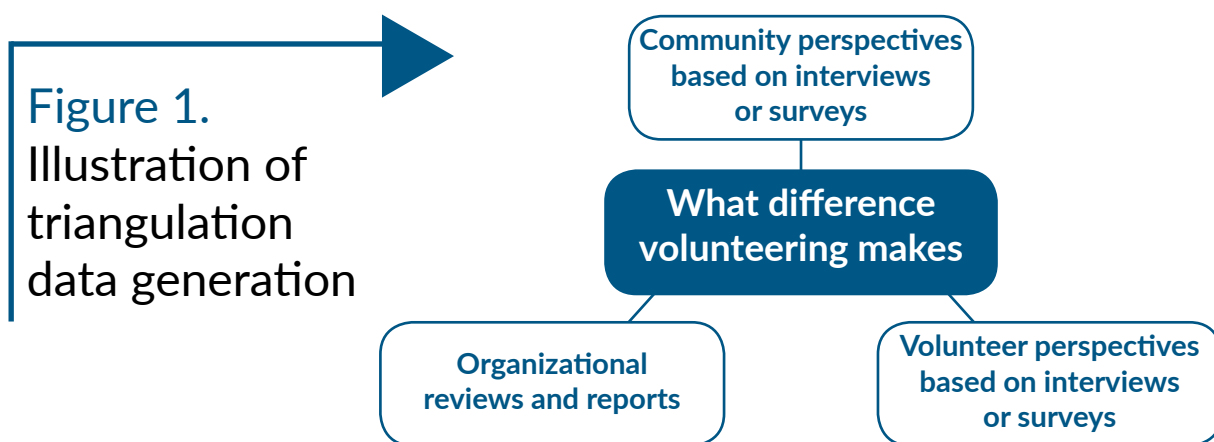 Figure 1.
Illustration of
triangulation
data generation
Community perspectives
based on interviews
or surveys
What difference
volunteering makes
Organizational
reviews and reports
Volunteer perspectives
based on interviews
or surveys